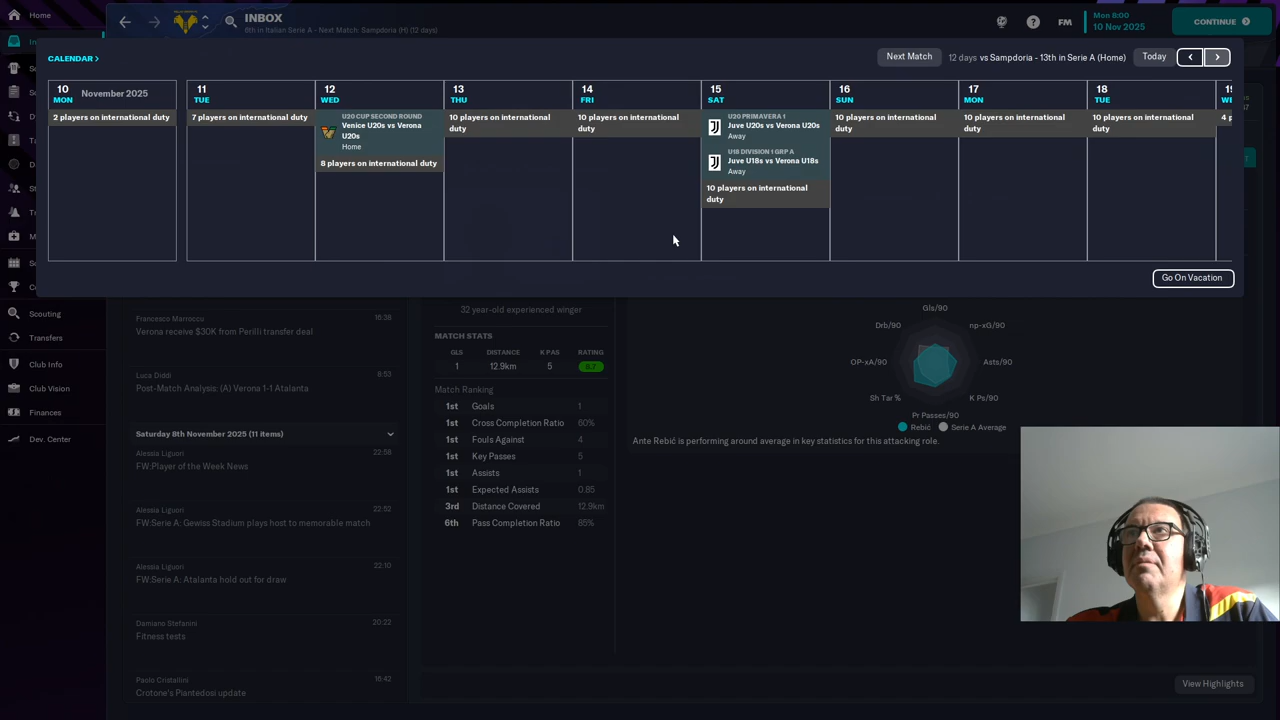 Home
INBOX
8th in Italian Serie A - Next Match: Sampdoria (H) (12 days)
FM
Mon 8:00
10 Nov 2025
CONTINUE
CALENDAR >
Next Match
12 days vs Sampdoria - 13th in Serie A (Home)
Today
10
MON
November 2025
11
TUE
12
WED
13
THU
14
FRI
15
SAT
16
SUN
17
MON
18
TUE
2 players on international duty
7 players on international duty
U20 CUP SECOND ROUND
Venice U20s vs Verona
U20s
Home
8 players on international duty
10 players on international
duty
10 players on international
duty
U20 PRIMAVERA 1
Juve U20s vs Verona U20s
Away
U18 DIVISION 1 GRP A
Juve U18s vs Verona U18s
Away
10 players on international
duty
10 players on international
duty
10 players on international
duty
10 players on international
duty
Go On Vacation
Scouting
Transfers
Club Info
Club Vision
Finances
Dev. Center
Francesco Marroccu
16:38
Verona receive $30K from Perilli transfer deal
Luca Diddi
8:53
Post-Match Analysis: (A) Verona 1-1 Atalanta
Saturday 8th November 2025 (11 items)
Alessia Liguori
22:58
FW:Player of the Week News
Alessia Liguori
22:52
FW:Serie A: Gewiss Stadium plays host to memorable match
Alessia Liguori
22:10
FW:Serie A: Atalanta hold out for draw
Damiano Stefanini
20:22
Fitness tests
Paolo Cristallini
16:42
Crotone's Piantedosi update
32 year-old experienced winger
MATCH STATS
GLS DISTANCE K PAS RATING
1 12.9km 5 8.7
Match Ranking
1st Goals 1
1st Cross Completion Ratio 60%
1st Fouls Against 4
1st Key Passes 5
1st Assists 1
1st Expected Assists 0.85
3rd Distance Covered 12.9km
6th Pass Completion Ratio 85%
Gls/90
Drb/90
np-xG/90
OP-xA/90
Asts/90
Sh Tar %
K Ps/90
Pr Passes/90
Rebić
Serie A Average
Ante Rebić is performing around average in key statistics for this attacking role.
View Highlights